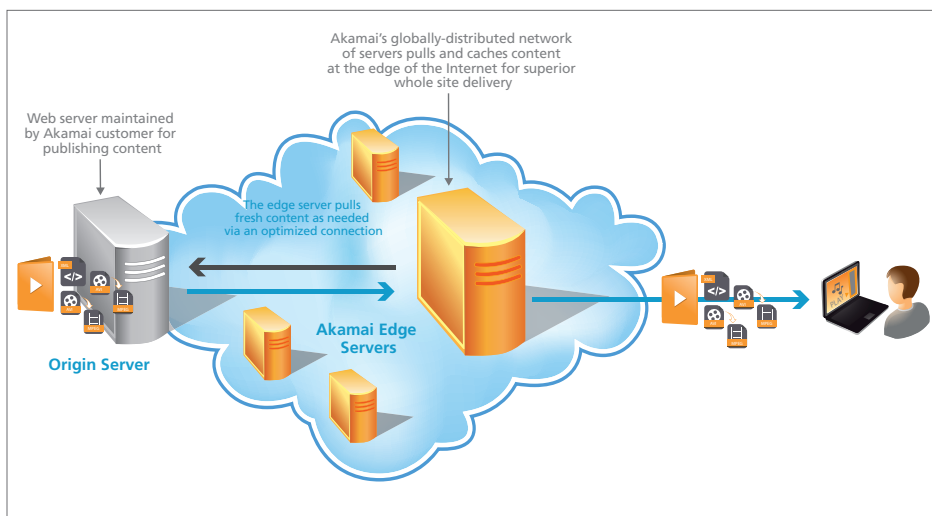 Akamai's globally-distributed network
of servers pulls and caches content
at the edge of the Internet for superior
whole site delivery
Web server maintained
by Akamai customer for
publishing content
The edge server pulls
fresh content as needed
via an optimized connection
</>
Akamai Edge
Servers
Origin Server
</>
PLAY